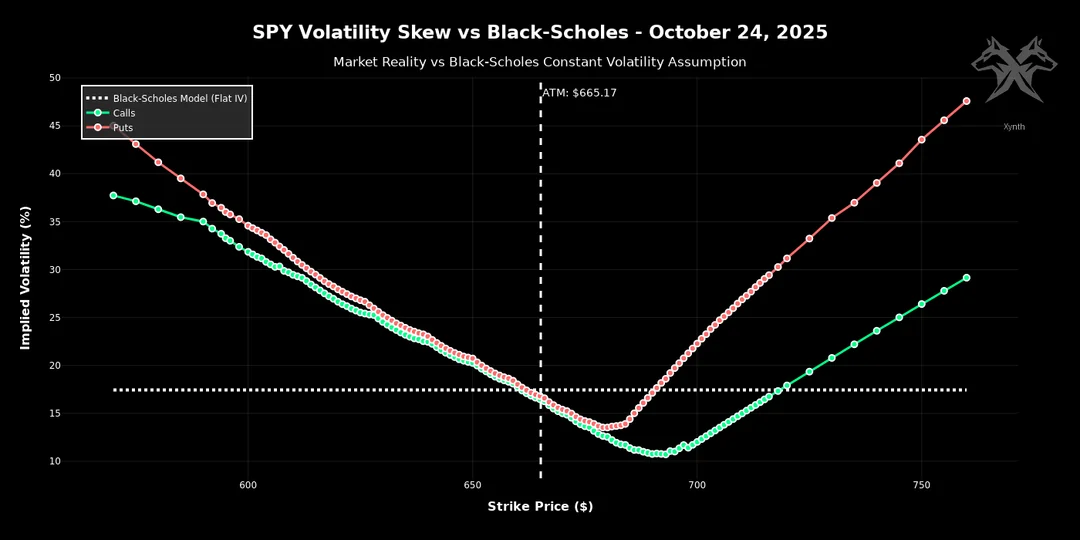 SPY Volatility Skew vs Black-Scholes - October 24, 2025
Market Reality vs Black-Scholes Constant Volatility Assumption
Xynth
ATM: $665.17
Black-Scholes Model (Flat IV)
Calls
Puts
Implied Volatility (%)
50
45
40
35
30
25
20
15
10
600
650
700
750
Strike Price ($)